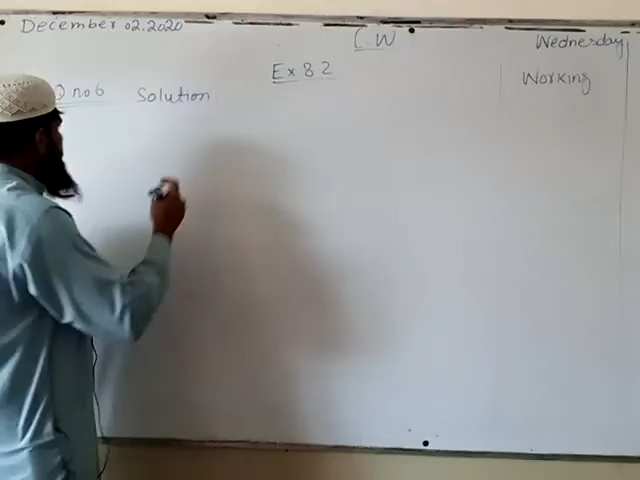 December 02.2020
C.W
Wednesday
Ex 8 2
Working
Q no 6 Solution